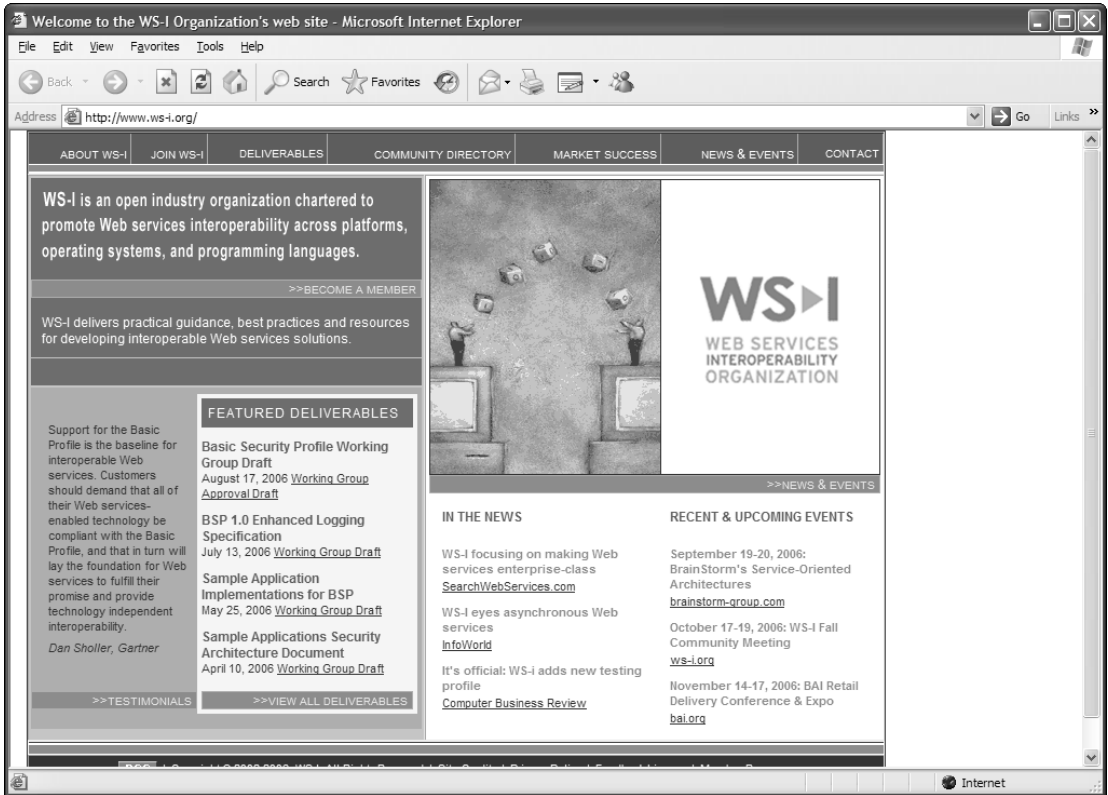 Welcome to the WS-I Organization's web site - Microsoft Internet Explorer
File Edit View Favorites Tools Help
Back Search Favorites
Address http://www.ws-i.org/ Go Links »
ABOUT WS-I JOIN WS-I DELIVERABLES COMMUNITY DIRECTORY MARKET SUCCESS NEWS & EVENTS CONTACT
WS-I is an open industry organization chartered to
promote Web services interoperability across platforms,
operating systems, and programming languages.
>>BECOME A MEMBER
WS-I delivers practical guidance, best practices and resources
for developing interoperable Web services solutions.
Support for the Basic
Profile is the baseline for
interoperable Web
services. Customers
should demand that all of
their Web services-
enabled technology be
compliant with the Basic
Profile, and that in turn will
lay the foundation for Web
services to fulfill their
promise and provide
technology independent
interoperability.
Dan Sholler, Gartner
>>TESTIMONIALS
FEATURED DELIVERABLES
Basic Security Profile Working
Group Draft
August 17, 2006 Working Group
Approval Draft
BSP 1.0 Enhanced Logging
Specification
July 13, 2006 Working Group Draft
Sample Application
Implementations for BSP
May 25, 2006 Working Group Draft
Sample Applications Security
Architecture Document
April 10, 2006 Working Group Draft
>>VIEW ALL DELIVERABLES
WS-I
WEB SERVICES
INTEROPERABILITY
ORGANIZATION
>>NEWS & EVENTS
IN THE NEWS
WS-I focusing on making Web
services enterprise-class
SearchWebServices.com
WS-I eyes asynchronous Web
services
InfoWorld
It's official: WS-i adds new testing
profile
Computer Business Review
RECENT & UPCOMING EVENTS
September 19-20, 2006:
BrainStorm's Service-Oriented
Architectures
brainstorm-group.com
October 17-19, 2006: WS-I Fall
Community Meeting
ws-i.org
November 14-17, 2006: BAI Retail
Delivery Conference & Expo
bai.org
Internet